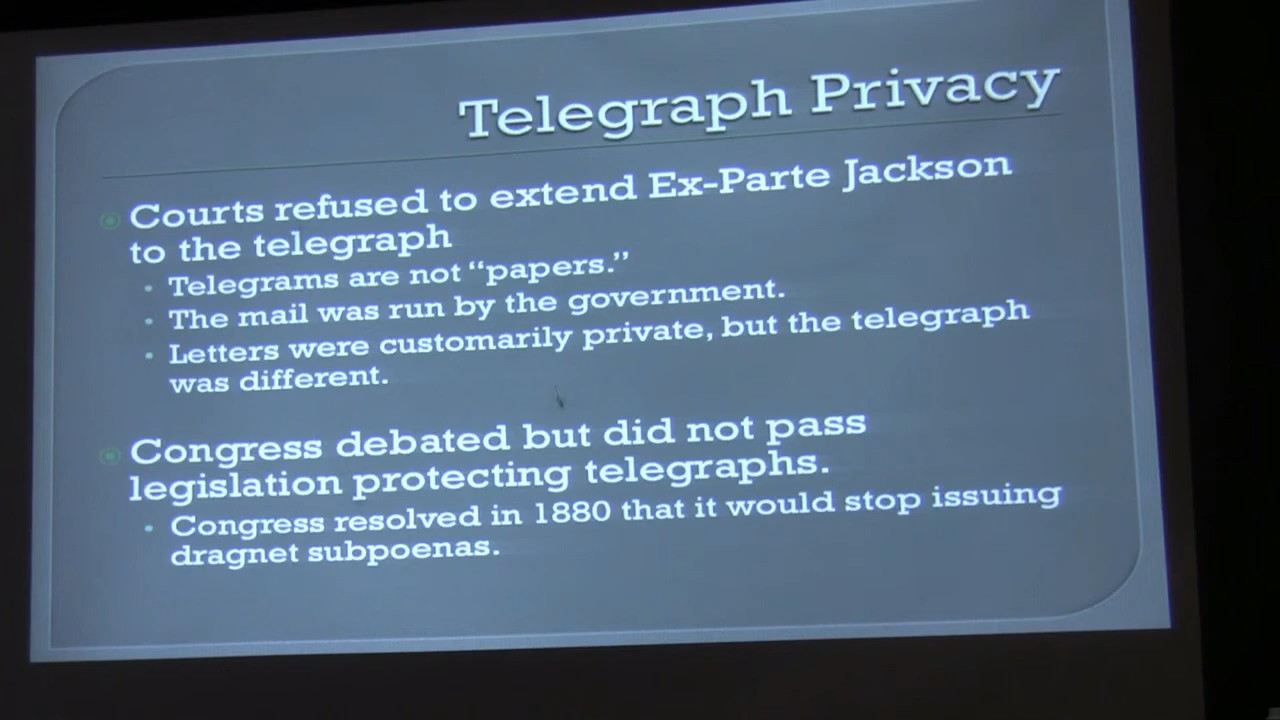 Telegraph Privacy
Courts refused to extend Ex-Parte Jackson
to the telegraph
Telegrams are not “papers.”
The mail was run by the government.
Letters were customarily private, but the telegraph
was different.
Congress debated but did not pass
legislation protecting telegraphs.
Congress resolved in 1880 that it would stop issuing
dragnet subpoenas.